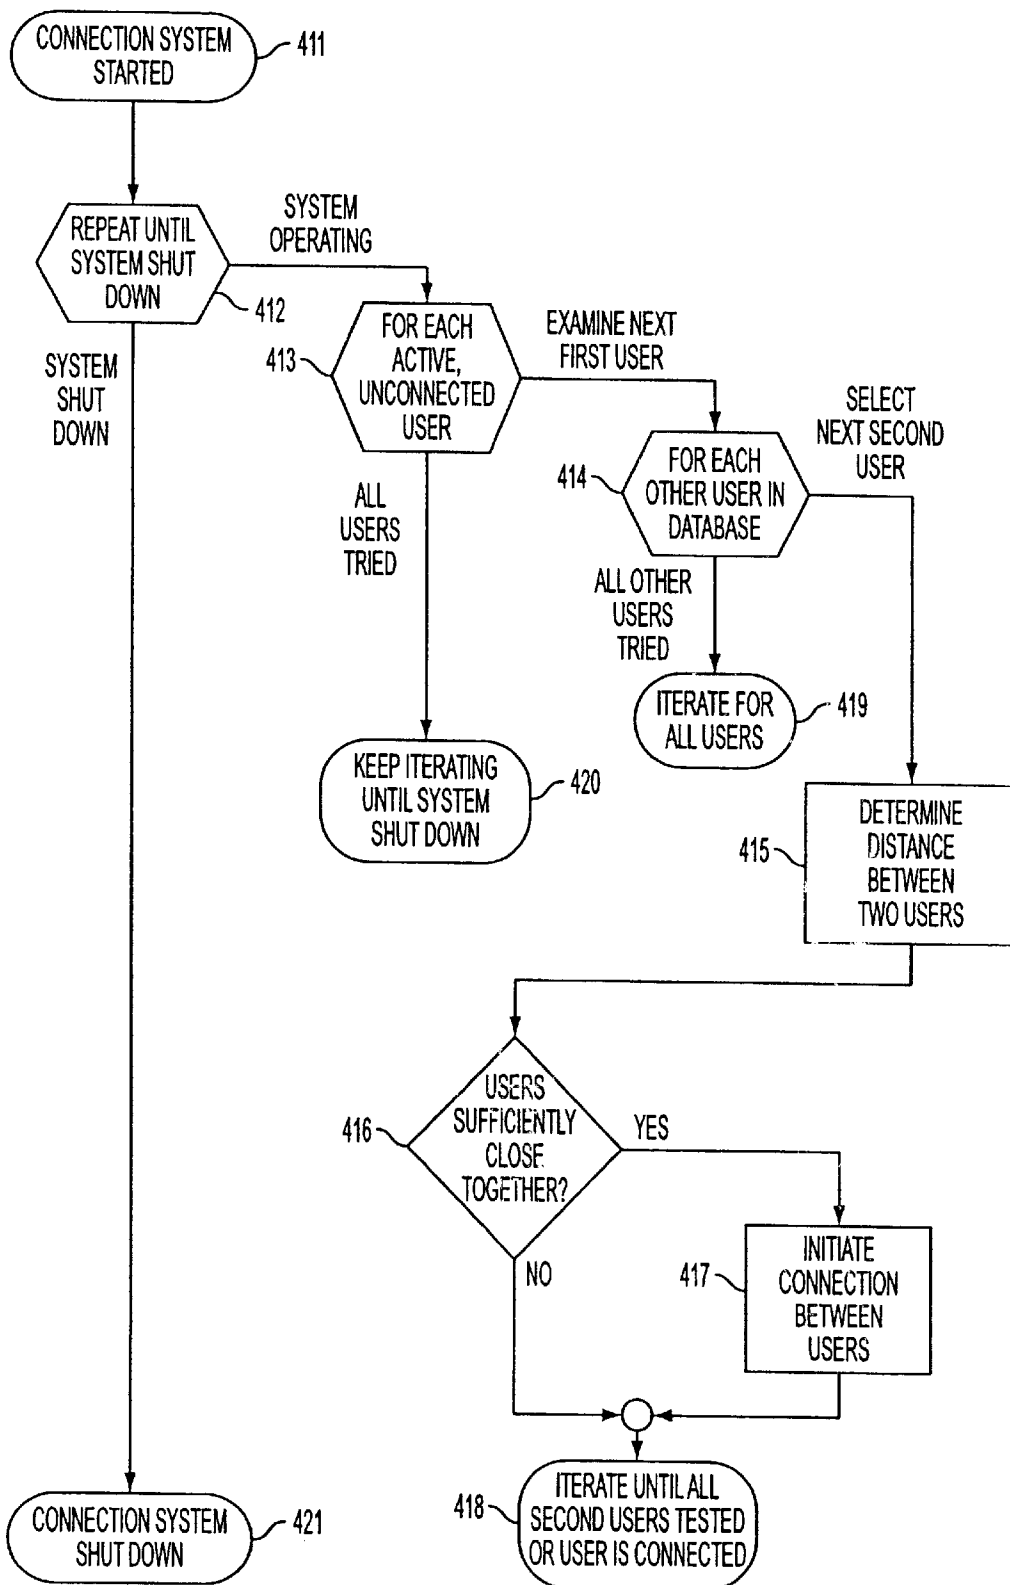 CONNECTION SYSTEM
STARTED
411
REPEAT UNTIL
SYSTEM SHUT
DOWN
412
SYSTEM
OPERATING
SYSTEM
SHUT
DOWN
413
FOR EACH
ACTIVE,
UNCONNECTED
USER
EXAMINE NEXT
FIRST USER
ALL
USERS
TRIED
414
FOR EACH
OTHER USER IN
DATABASE
SELECT
NEXT SECOND
USER
ALL OTHER
USERS
TRIED
ITERATE FOR
ALL USERS
419
KEEP ITERATING
UNTIL SYSTEM
SHUT DOWN
420
415
DETERMINE
DISTANCE
BETWEEN
TWO USERS
416
USERS
SUFFICIENTLY
CLOSE
TOGETHER?
YES
NO
417
INITIATE
CONNECTION
BETWEEN
USERS
418
ITERATE UNTIL ALL
SECOND USERS TESTED
OR USER IS CONNECTED
CONNECTION SYSTEM
SHUT DOWN
421